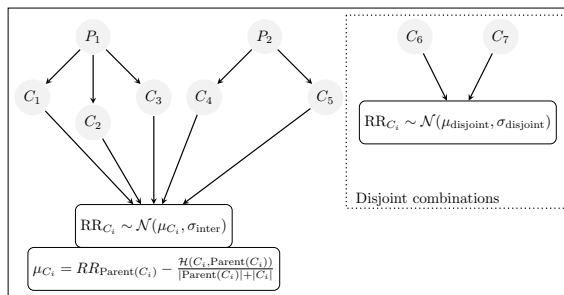 P₁ P₂ C₆ C₇
C₁ C₂ C₃ C₄ C₅
RR_{C_i} ∼ 𝒩(μ_disjoint, σ_disjoint)
Disjoint combinations
RR_{C_i} ∼ 𝒩(μ_{C_i}, σ_inter)
μ_{C_i} = RR_{Parent(C_i)} − \frac{ℋ(C_i,Parent(C_i))}{|Parent(C_i)|+|C_i|}